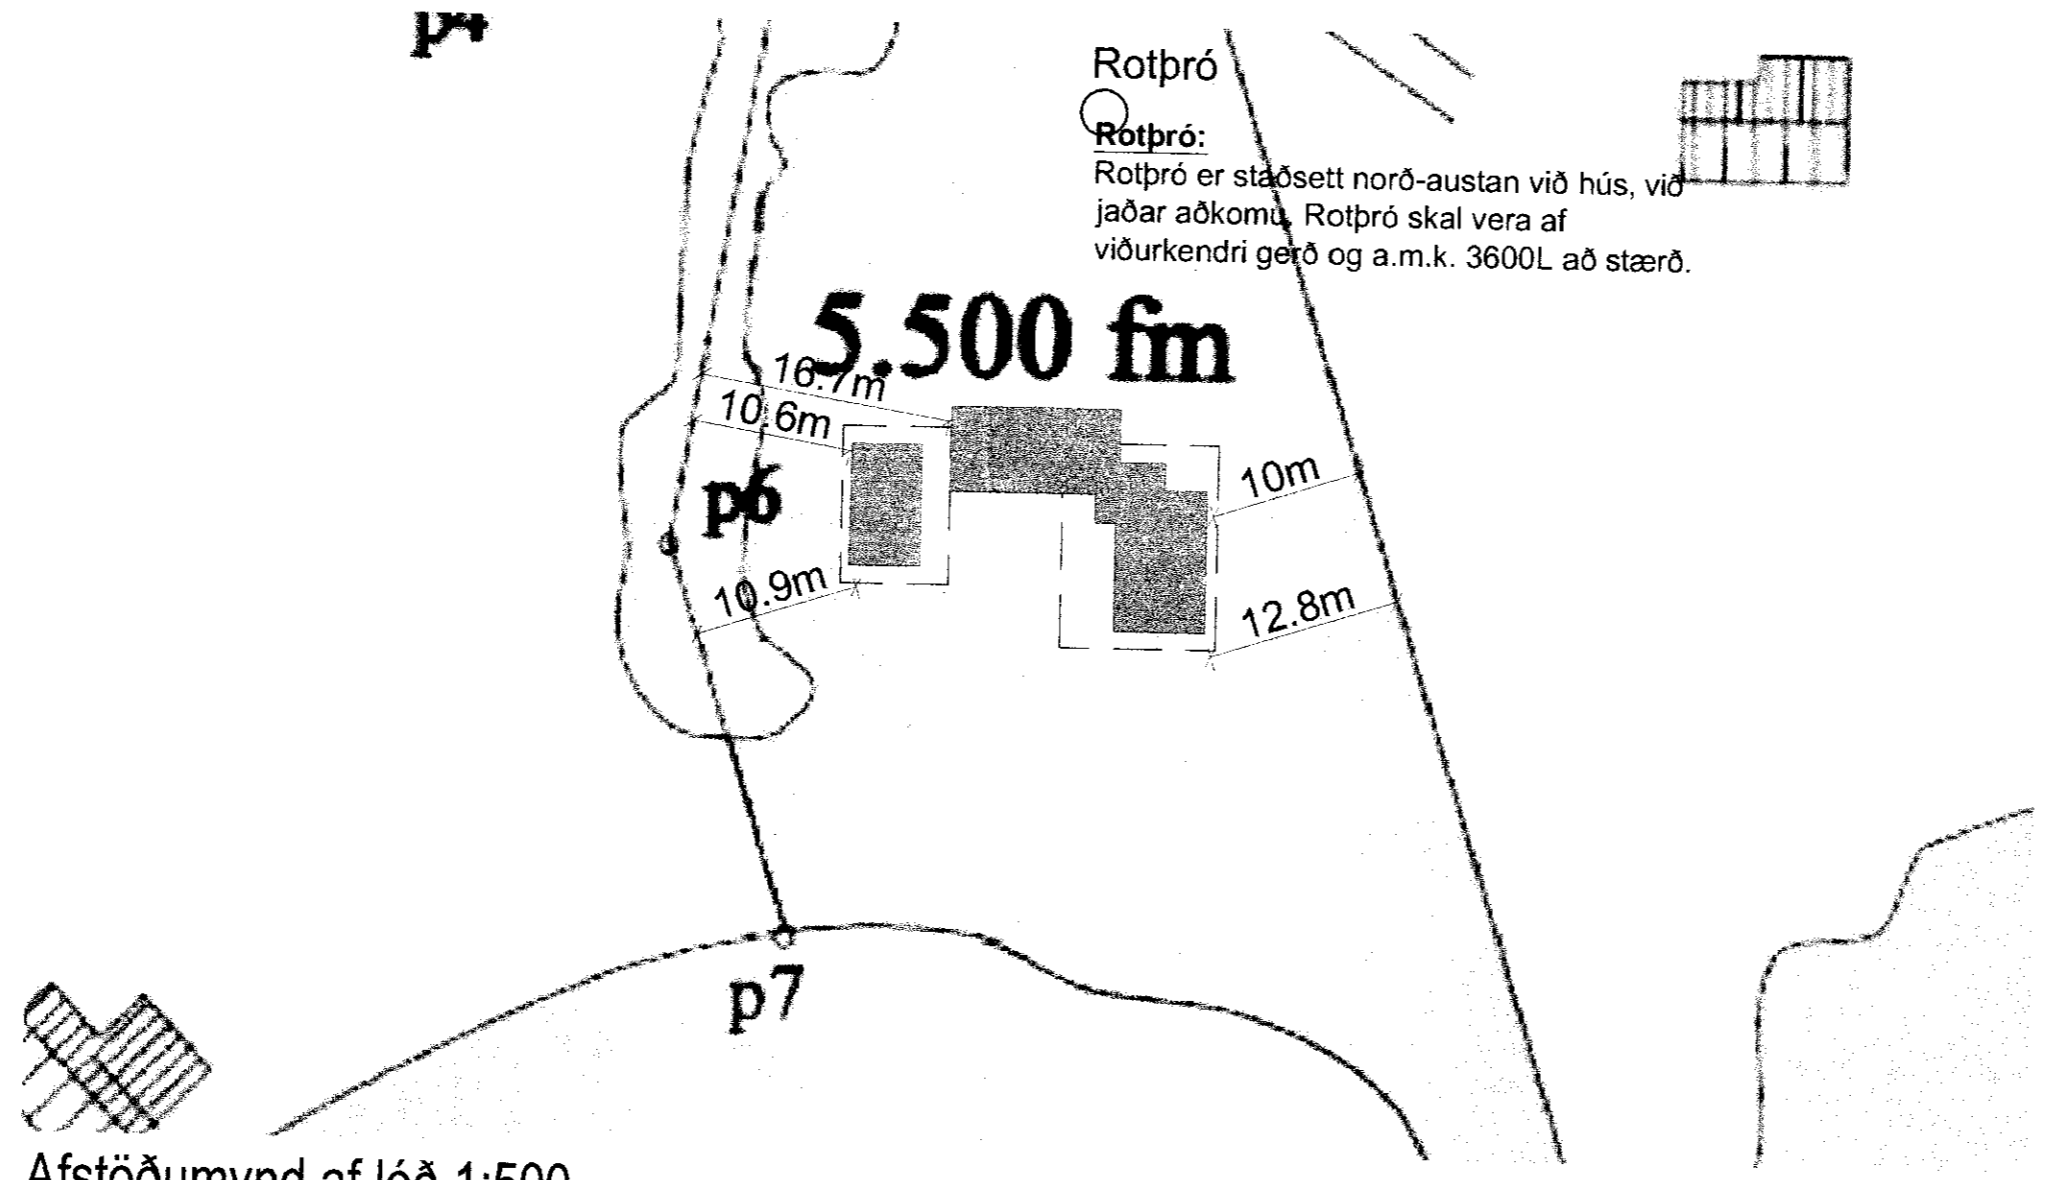 p4
Rotþró
Rotþró:
Rotþró er staðsett norð-austan við hús, við
jaðar aðkomu. Rotþró skal vera af
viðurkendri gerð og a.m.k. 3600L að stærð.
5.500 fm
16.7m
10.6m
p6
10m
10.9m
12.8m
p7
Afstöðumynd af lóð 1:500